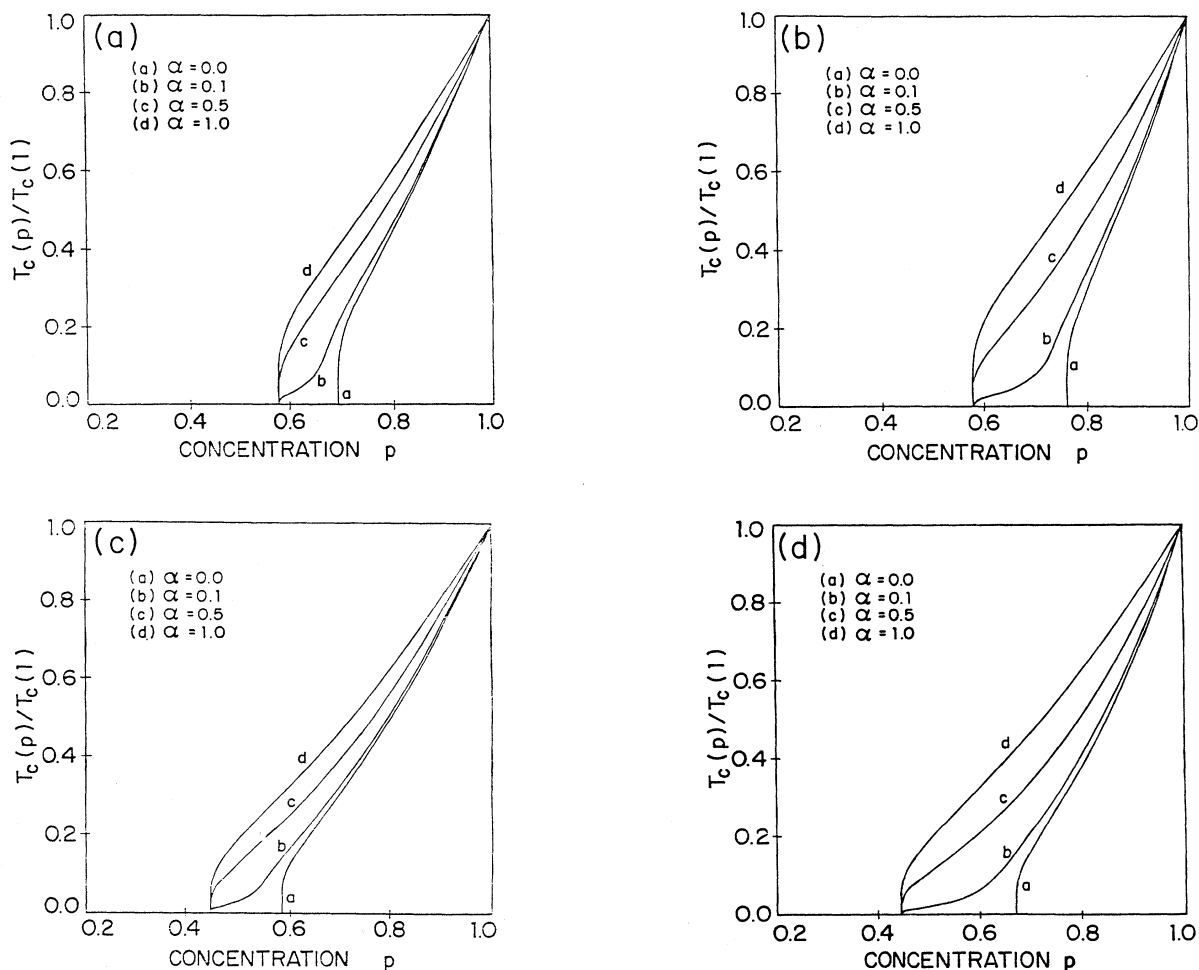 (a)
(a) α = 0.0
(b) α = 0.1
(c) α = 0.5
(d) α = 1.0
1.0
0.8
0.6
0.4
0.2
0.0
T_c(p)/T_c(1)
d
c
b
a
0.2 0.4 0.6 0.8 1.0
CONCENTRATION p
(b)
(a) α = 0.0
(b) α = 0.1
(c) α = 0.5
(d) α = 1.0
1.0
0.8
0.6
0.4
0.2
0.0
T_c(p)/T_c(1)
d
c
b
a
0.2 0.4 0.6 0.8 1.0
CONCENTRATION p
(c)
(a) α = 0.0
(b) α = 0.1
(c) α = 0.5
(d) α = 1.0
1.0
0.8
0.6
0.4
0.2
0.0
T_c(p)/T_c(1)
d
c
b
a
0.2 0.4 0.6 0.8 1.0
CONCENTRATION p
(d)
(a) α = 0.0
(b) α = 0.1
(c) α = 0.5
(d) α = 1.0
1.0
0.8
0.6
0.4
0.2
0.0
T_c(p)/T_c(1)
d
c
b
a
0.2 0.4 0.6 0.8 1.0
CONCENTRATION p